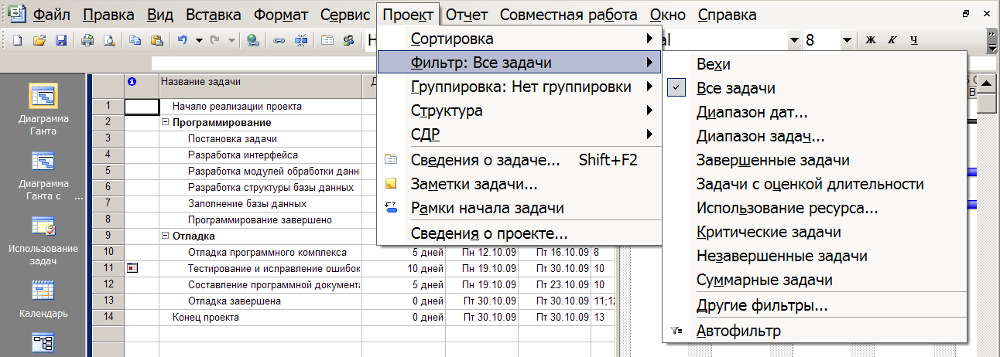 Файл Правка Вид Вставка Формат Сервис Проект Отчет Совместная работа Окно Справка
al 8 Ж К Ч
Сортировка
Фильтр: Все задачи
Группировка: Нет группировки
Структура
СДР
Сведения о задаче... Shift+F2
Заметки задачи...
Рамки начала задачи
Сведения о проекте...
Вехи
Все задачи
Диапазон дат...
Диапазон задач...
Завершенные задачи
Задачи с оценкой длительности
Использование ресурса...
Критические задачи
Незавершенные задачи
Суммарные задачи
Другие фильтры...
Автофильтр
Диаграмма
Ганта
Диаграмма
Ганта с ...
Использование
задач
Календарь
Название задачи
1 Начало реализации проекта
2 Программирование
3 Постановка задачи
4 Разработка интерфейса
5 Разработка модулей обработки данн
6 Разработка структуры базы данных
7 Заполнение базы данных
8 Программирование завершено
9 Отладка
10 Отладка программного комплекса 5 дней Пн 12.10.09 Пт 16.10.09 8
11 Тестирование и исправление ошибок 10 дней Пн 19.10.09 Пт 30.10.09 10
12 Составление программной документа 5 дней Пн 19.10.09 Пт 23.10.09 10
13 Отладка завершена 0 дней Пт 30.10.09 Пт 30.10.09 11;12
14 Конец проекта 0 дней Пт 30.10.09 Пт 30.10.09 13